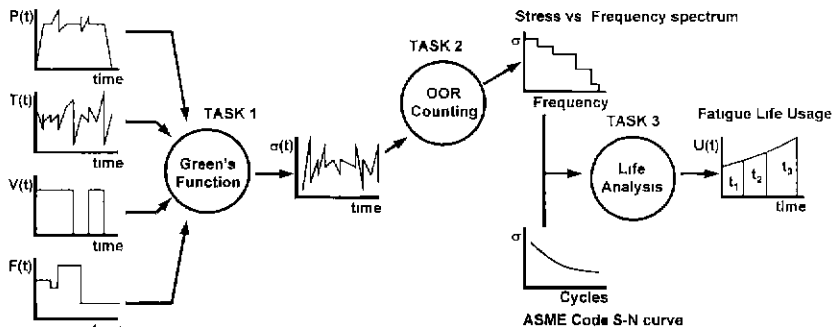 P(t)
time
T(t)
time
V(t)
time
F(t)
time
TASK 1
Green's
Function
σ(t)
time
TASK 2
OOR
Counting
Stress vs Frequency spectrum
σ
Frequency
TASK 3
Life
Analysis
σ
Cycles
ASME Code S-N curve
Fatigue Life Usage
U(t)
t1
t2
t3
time